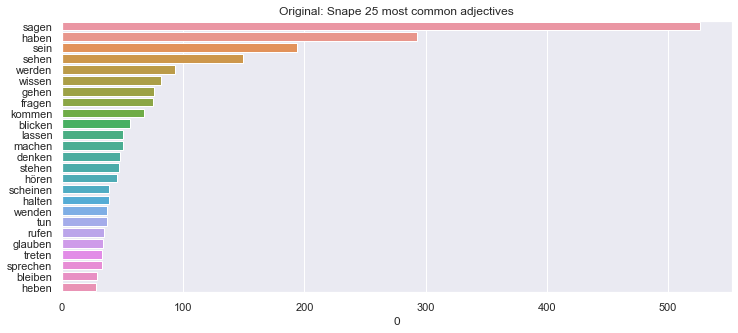 Original: Snape 25 most common adjectives
sagen
haben
sein
sehen
werden
wissen
gehen
fragen
kommen
blicken
lassen
machen
denken
stehen
hören
scheinen
halten
wenden
tun
rufen
glauben
treten
sprechen
bleiben
heben
0 100 200 300 400 500
0